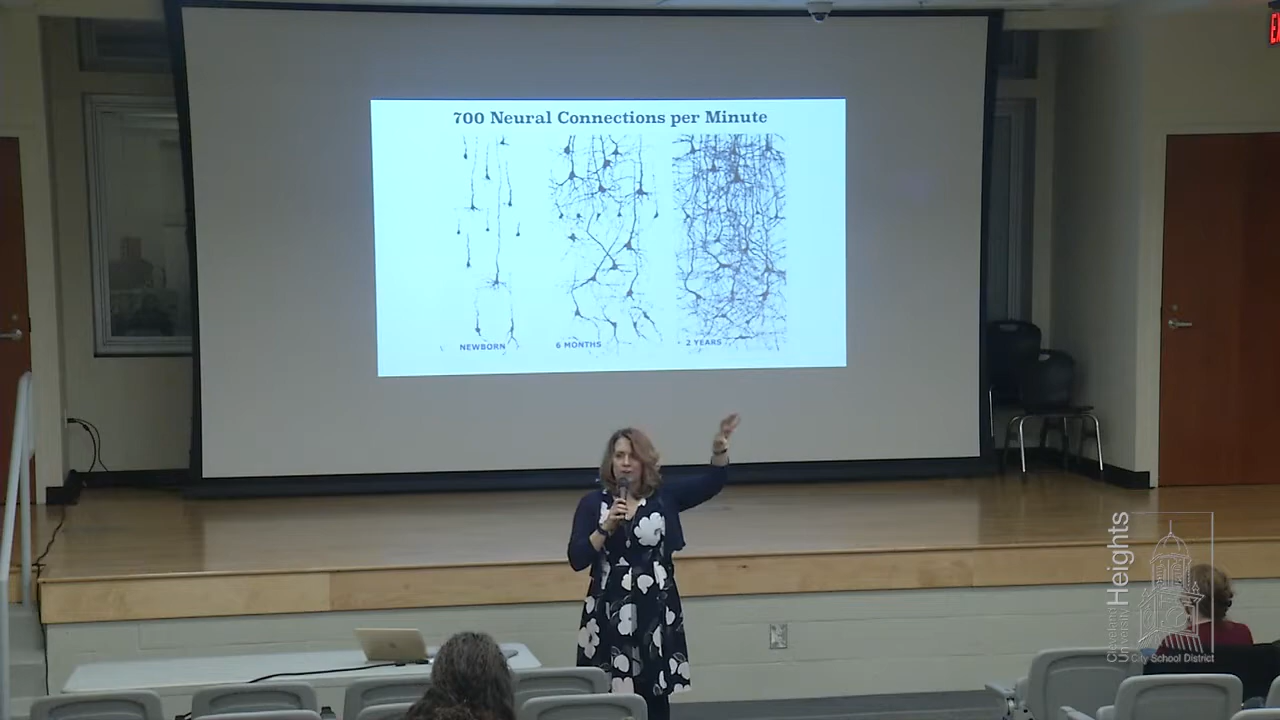 700 Neural Connections per Minute
NEWBORN
6 MONTHS
2 YEARS
Cleveland
University
Heights
City School District